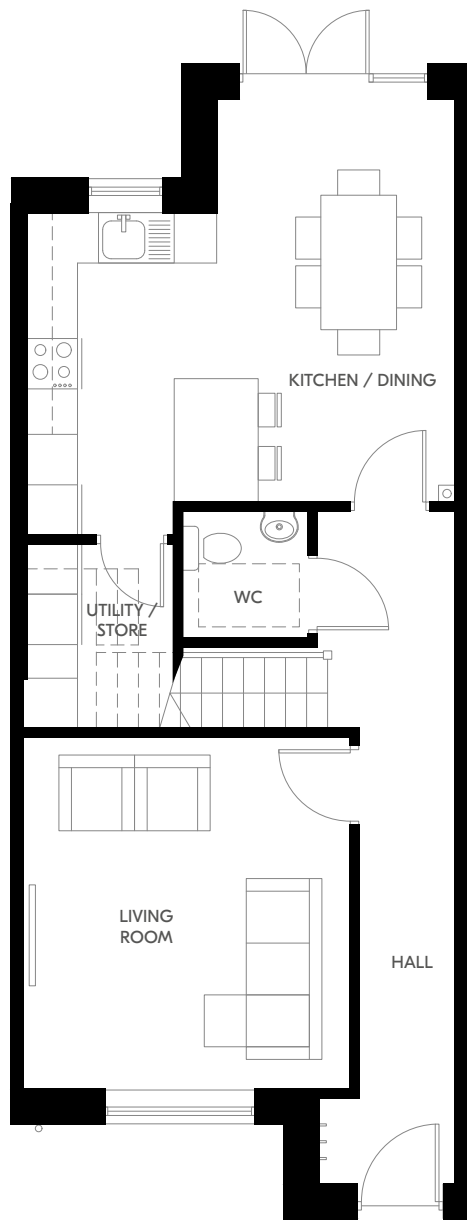 KITCHEN / DINING
WC
UTILITY /
STORE
LIVING
ROOM
HALL